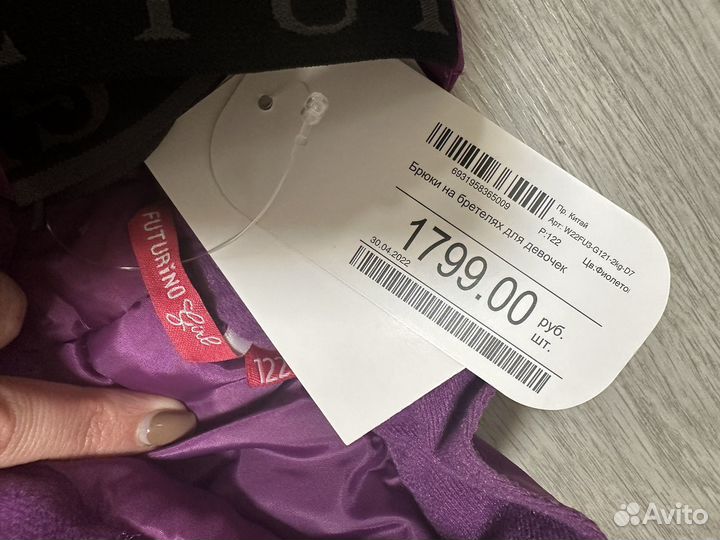 FUTURiNO
Girl
122
6931958365009
Пр. Китай
Арт: W22FU3-G121-2kg-D7
Р:122
Цв.Фиолето
Брюки на бретелях для девочек
1799.00
руб.
шт.
30.04.2022
Avito